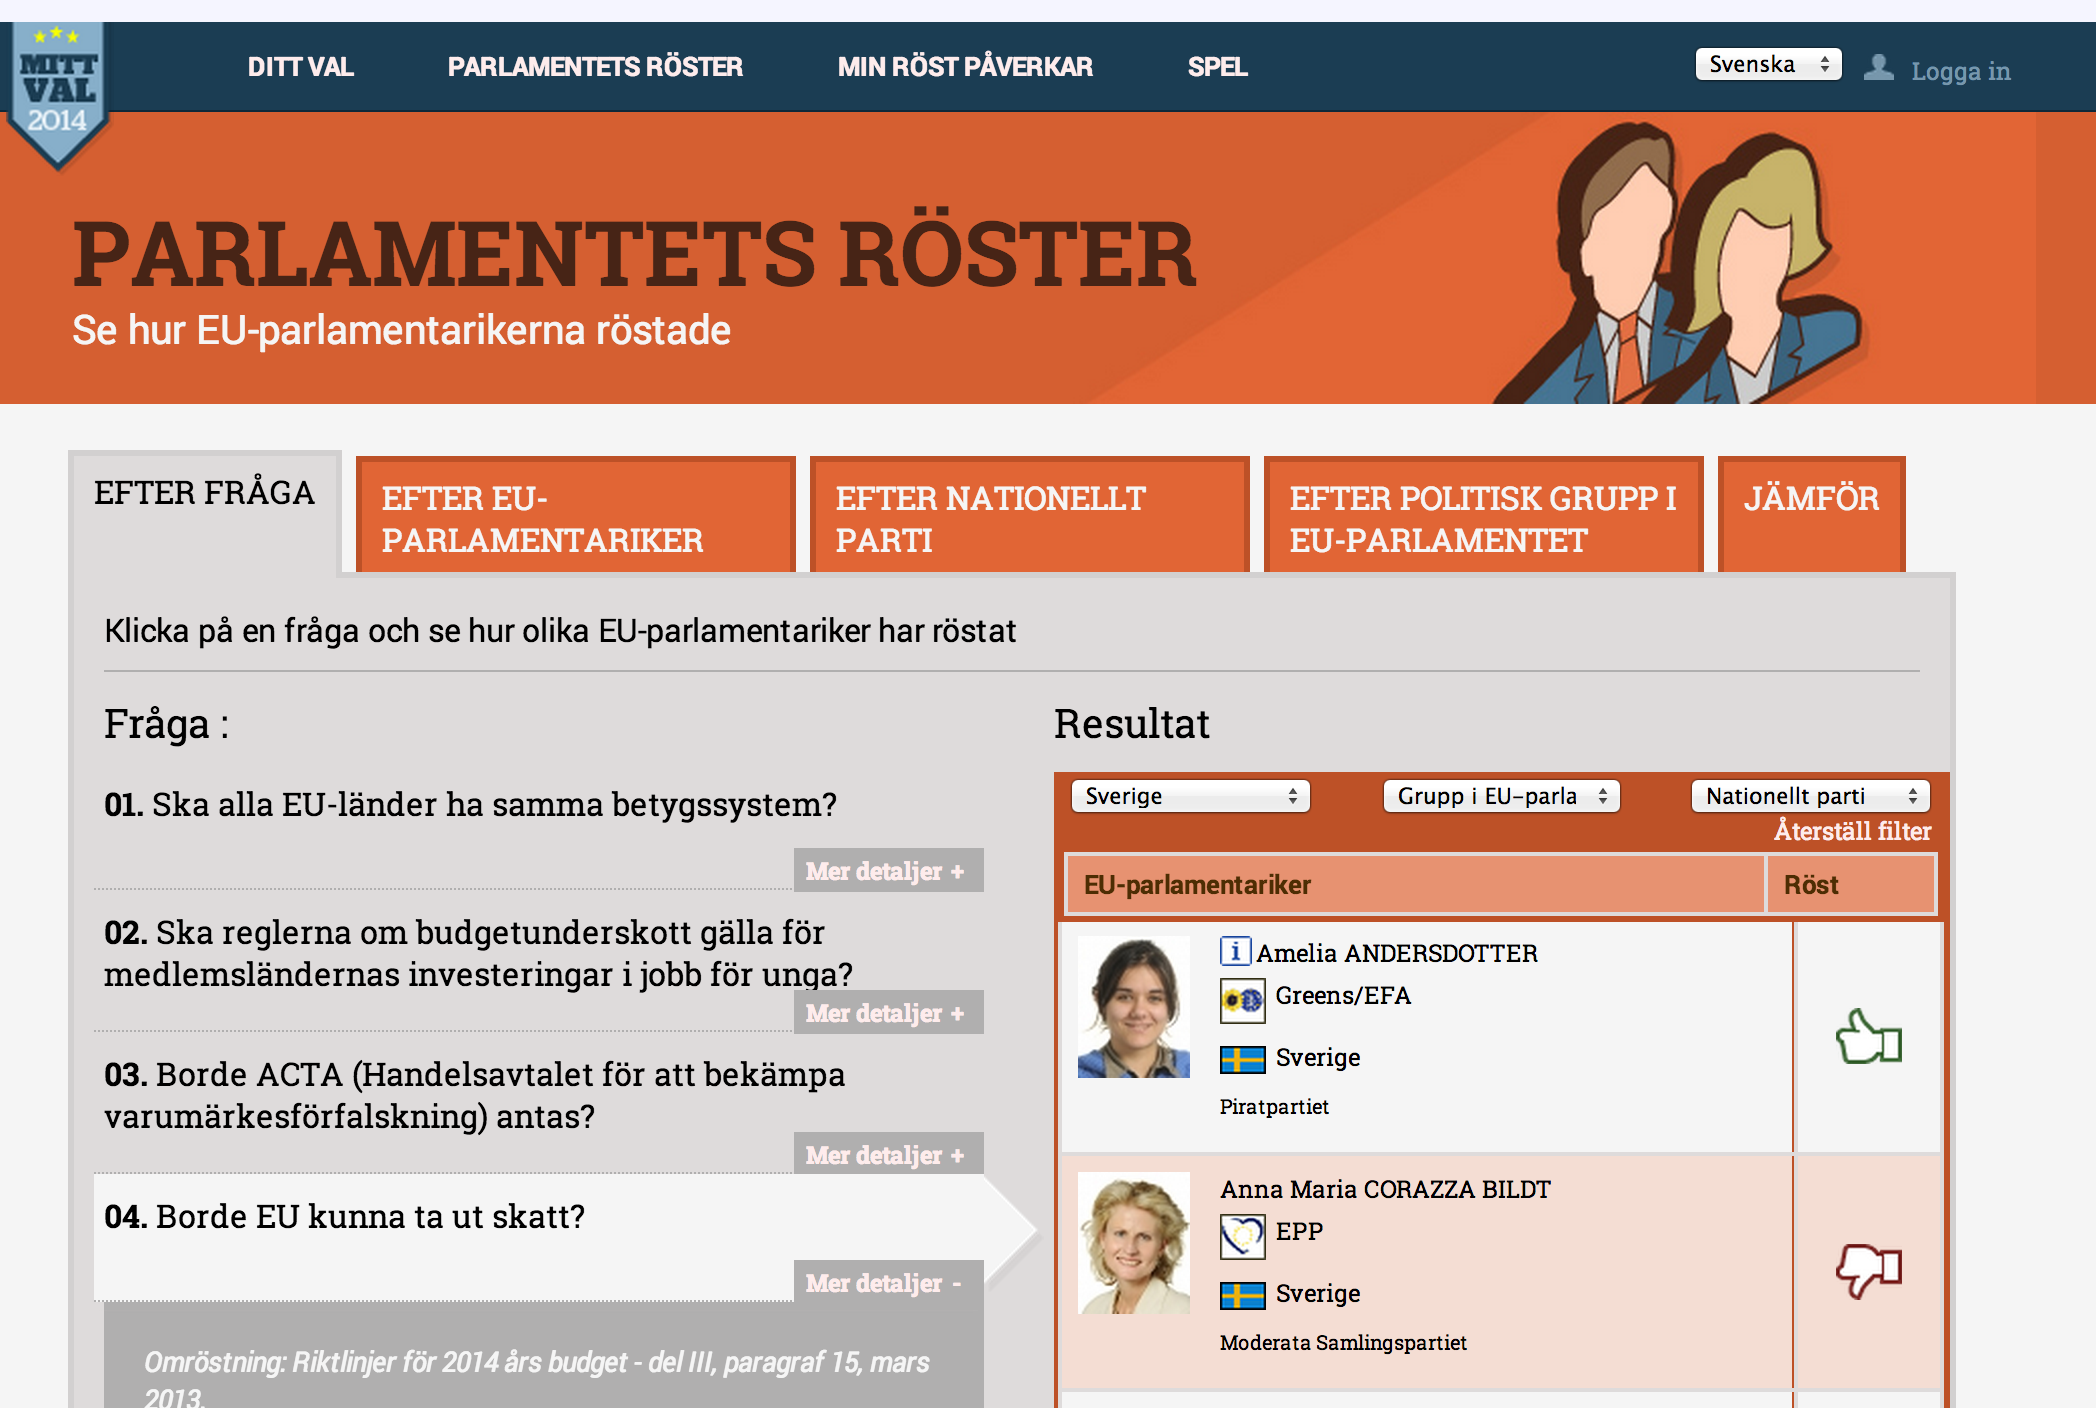 MITT
VAL
2014
DITT VAL
PARLAMENTETS RÖSTER
MIN RÖST PÅVERKAR
SPEL
Svenska
Logga in
PARLAMENTETS RÖSTER
Se hur EU-parlamentarikerna röstade
EFTER FRÅGA
EFTER EU-
PARLAMENTARIKER
EFTER NATIONELLT
PARTI
EFTER POLITISK GRUPP I
EU-PARLAMENTET
JÄMFÖR
Klicka på en fråga och se hur olika EU-parlamentariker har röstat
Fråga :
01. Ska alla EU-länder ha samma betygssystem?
Mer detaljer +
02. Ska reglerna om budgetunderskott gälla för
medlemsländernas investeringar i jobb för unga?
Mer detaljer +
03. Borde ACTA (Handelsavtalet för att bekämpa
varumärkesförfalskning) antas?
Mer detaljer +
04. Borde EU kunna ta ut skatt?
Mer detaljer -
Omröstning: Riktlinjer för 2014 års budget - del III, paragraf 15, mars
2013.
Resultat
Sverige
Grupp i EU-parla
Nationellt parti
Återställ filter
EU-parlamentariker
Röst
i Amelia ANDERSDOTTER
Greens/EFA
Sverige
Piratpartiet
Anna Maria CORAZZA BILDT
EPP
Sverige
Moderata Samlingspartiet